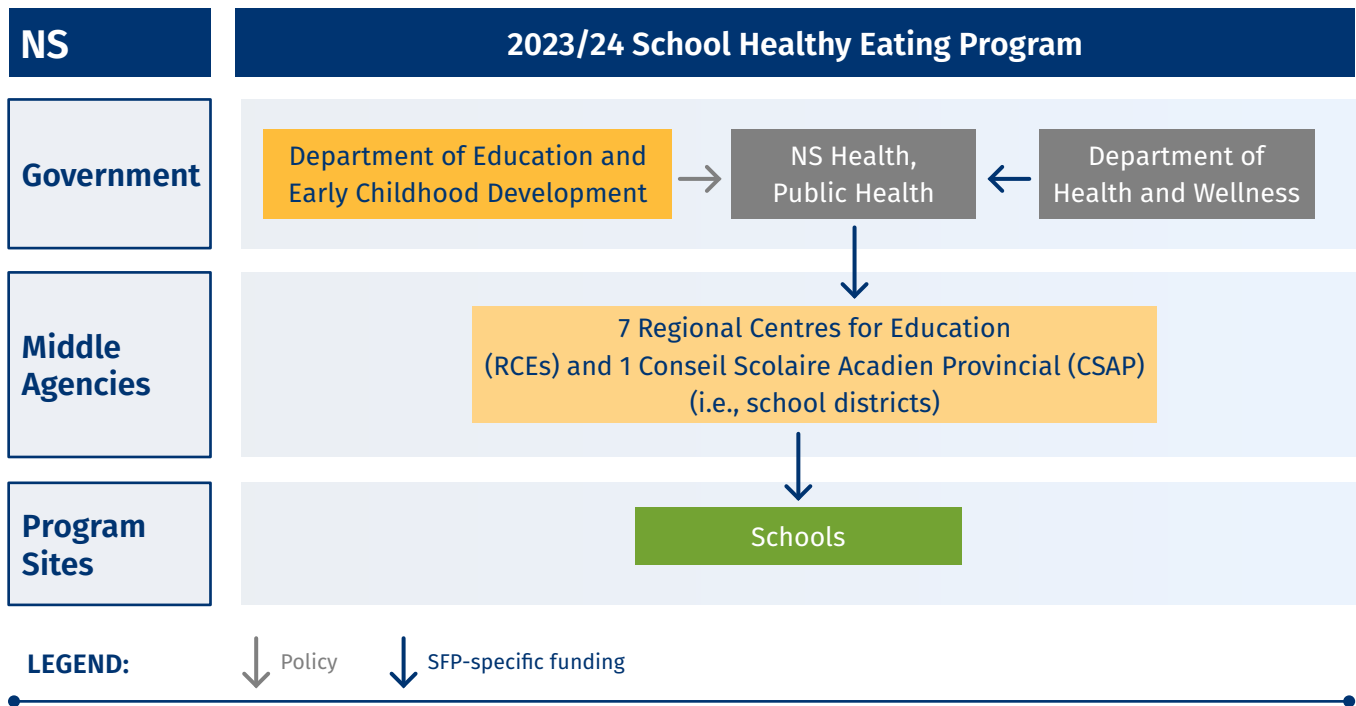 NS
2023/24 School Healthy Eating Program
Government
Department of Education and
Early Childhood Development
NS Health,
Public Health
Department of
Health and Wellness
Middle
Agencies
7 Regional Centres for Education
(RCEs) and 1 Conseil Scolaire Acadien Provincial (CSAP)
(i.e., school districts)
Program
Sites
Schools
LEGEND:
Policy
SFP-specific funding